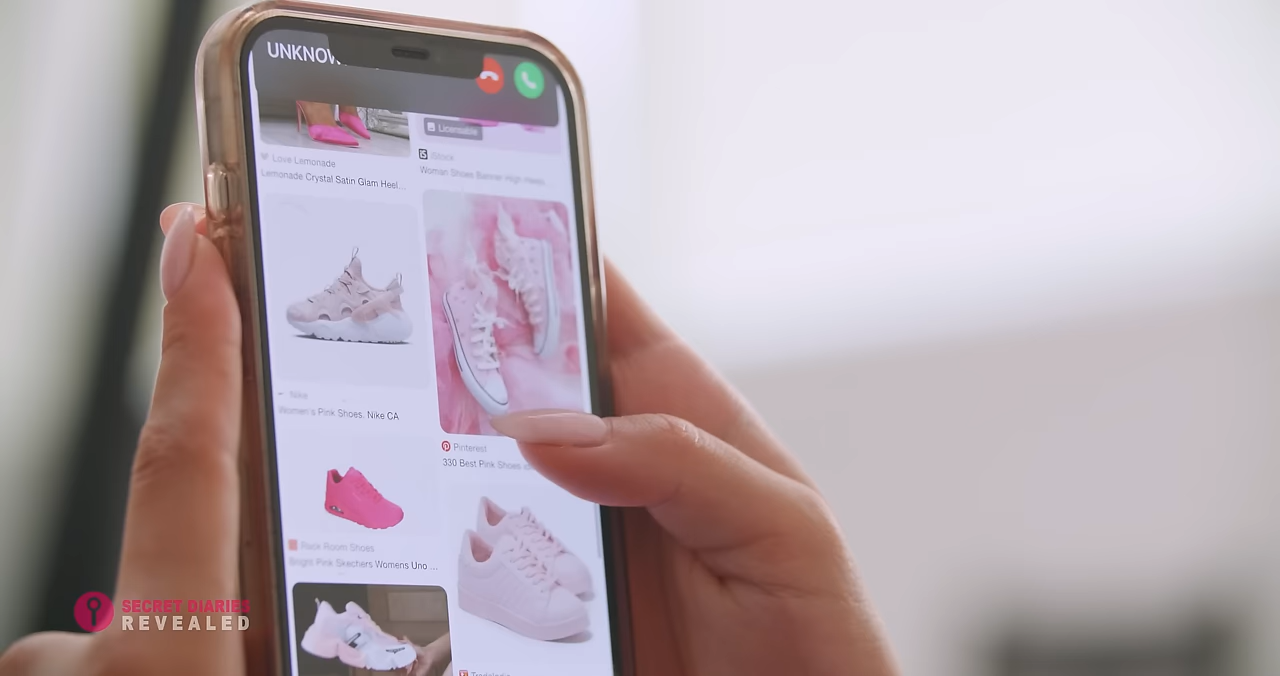 UNKNOW
Licensable
Love Lemonade
Lemonade Crystal Satin Glam Heel...
iStock
Woman Shoes Banner High Heels...
Nike
Women's Pink Shoes. Nike CA
Pinterest
330 Best Pink Shoes
Rack Room Shoes
Bright Pink Skechers Womens Uno ...
SECRET DIARIES
REVEALED